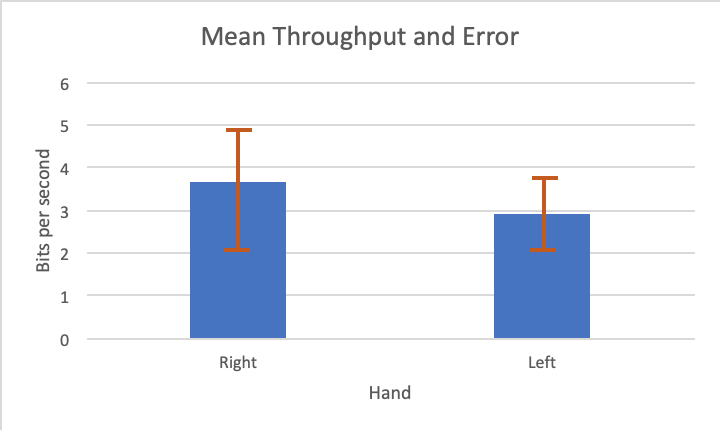 Mean Throughput and Error
6
5
4
3
2
1
0
Bits per second
Right Left
Hand